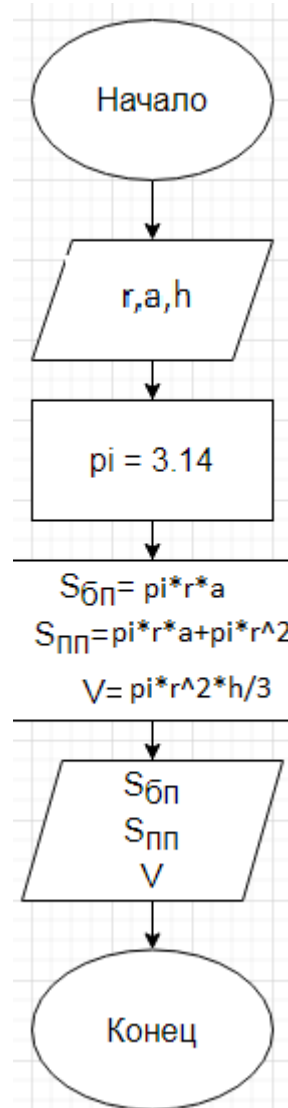 Начало
r,a,h
pi = 3.14
Sбп= pi*r*a
Sпп=pi*r*a+pi*r^2
V= pi*r^2*h/3
Sбп
Sпп
V
Конец